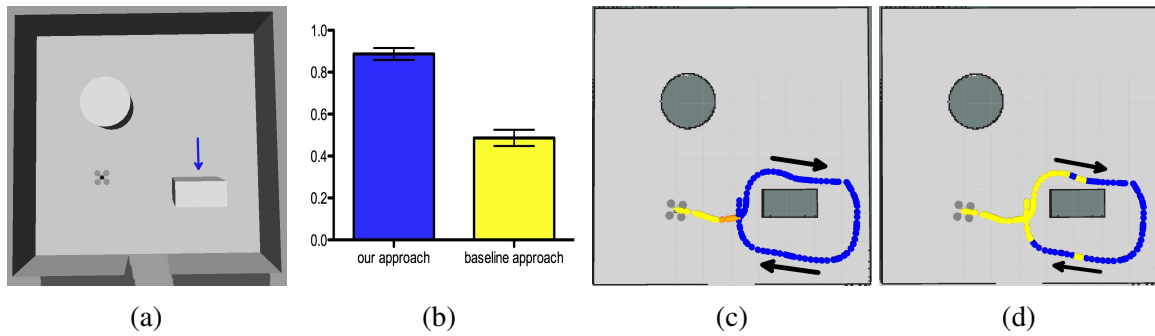 1.0
0.8
0.6
0.4
0.2
0.0
our approach
baseline approach
(a)
(b)
(c)
(d)